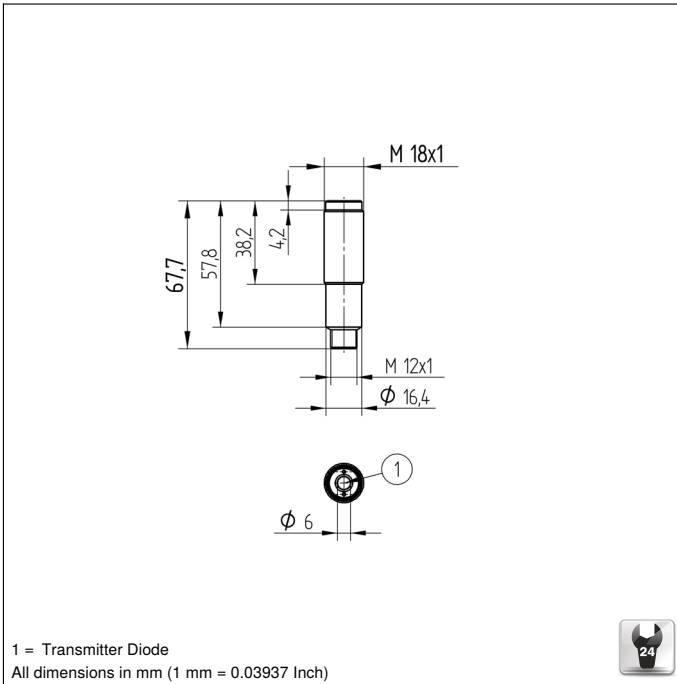 M 18x1
67,7
57,8
38,2
4,2
M 12x1
ϕ 16,4
1
ϕ 6
1 = Transmitter Diode
All dimensions in mm (1 mm = 0.03937 Inch)
24